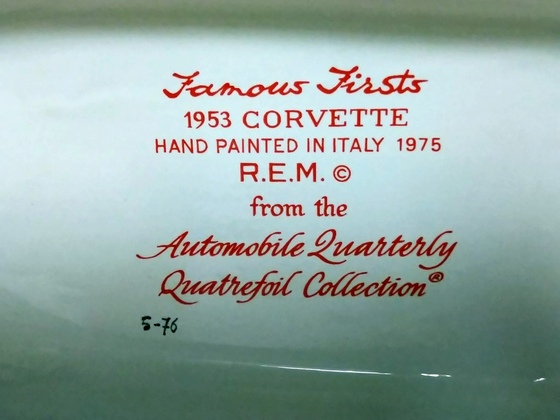 Famous Firsts
1953 CORVETTE
HAND PAINTED IN ITALY 1975
R.E.M. ©
from the
Automobile Quarterly
Quatrefoil Collection®
5-76